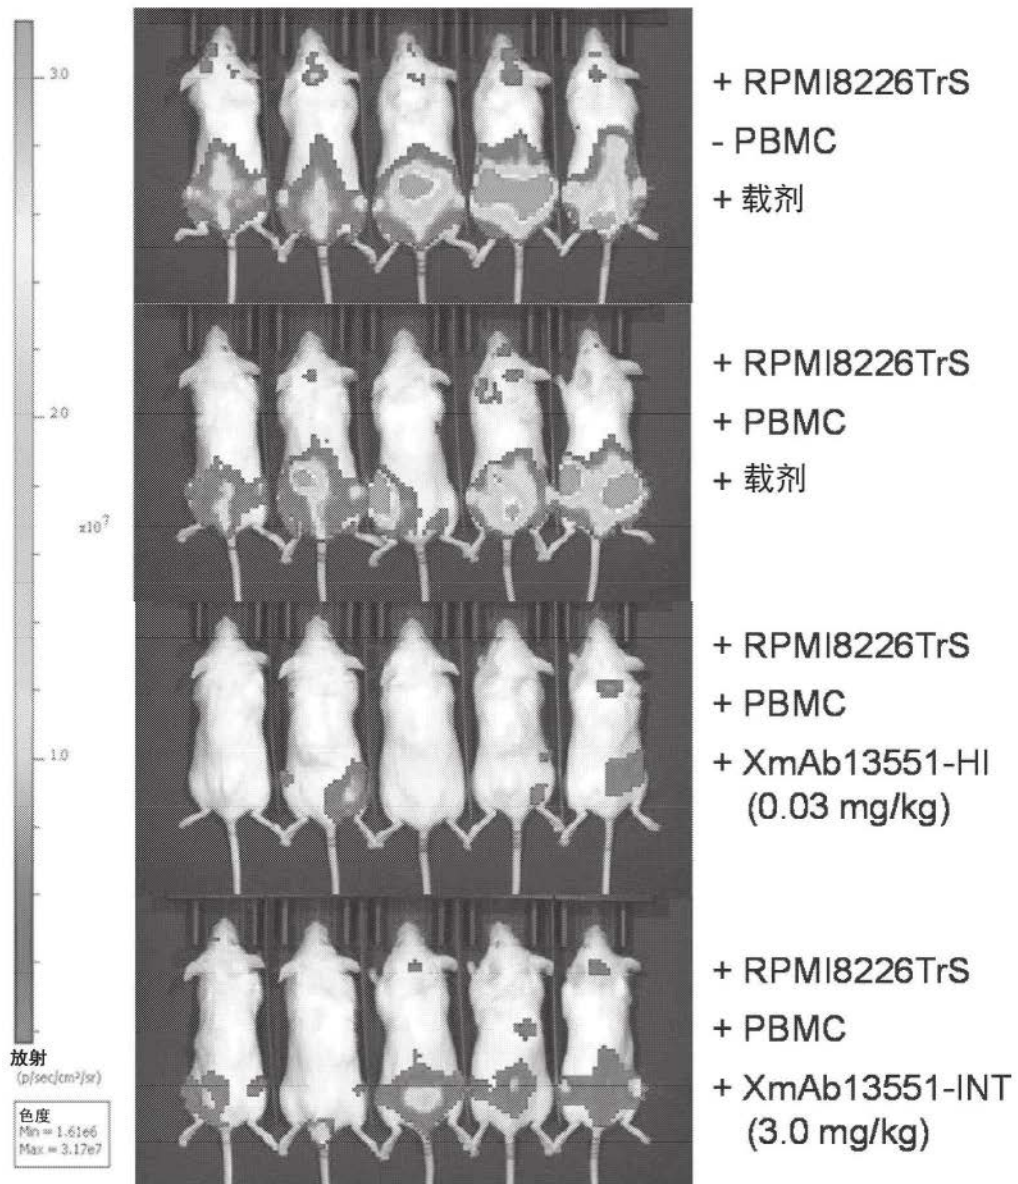 3.0
2.0
x10⁷
1.0
放射
(p/sec/cm²/sr)
色度
Min = 1.61e6
Max = 3.17e7
+ RPMI8226TrS
- PBMC
+ 载剂
+ RPMI8226TrS
+ PBMC
+ 载剂
+ RPMI8226TrS
+ PBMC
+ XmAb13551-HI
(0.03 mg/kg)
+ RPMI8226TrS
+ PBMC
+ XmAb13551-INT
(3.0 mg/kg)